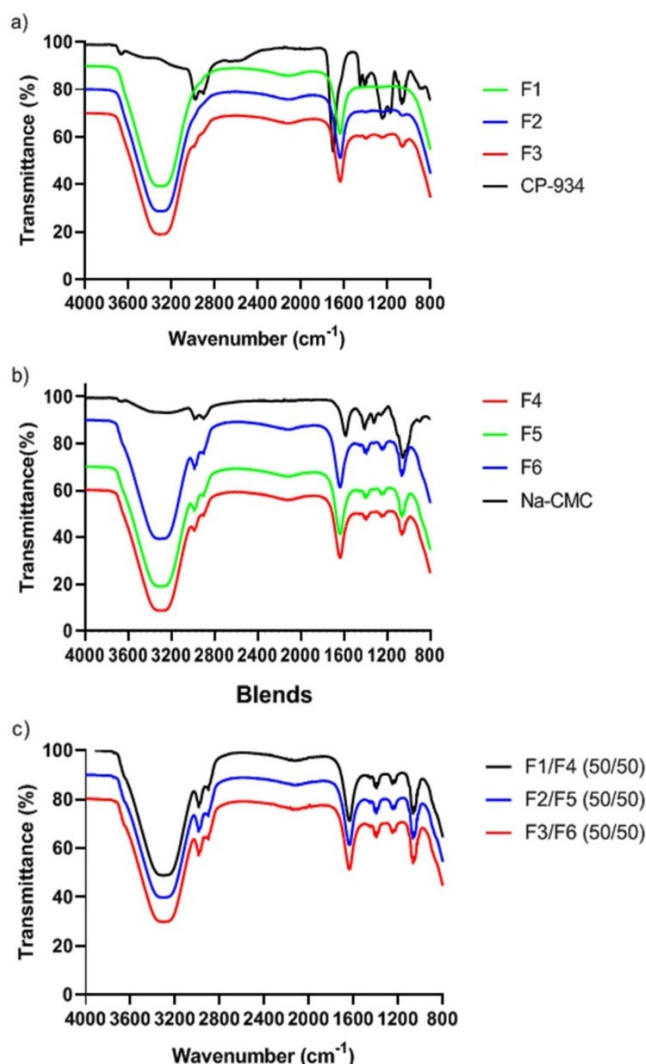 a)
100
80
60
40
20
0
Transmittance (%)
4000 3600 3200 2800 2400 2000 1600 1200 800
Wavenumber (cm-1)
F1
F2
F3
CP-934
b)
100
80
60
40
20
0
Transmittance(%)
4000 3600 3200 2800 2400 2000 1600 1200 800
F4
F5
F6
Na-CMC
Blends
c)
100
80
60
40
20
0
Transmittance (%)
4000 3600 3200 2800 2400 2000 1600 1200 800
Wavenumber (cm-1)
F1/F4 (50/50)
F2/F5 (50/50)
F3/F6 (50/50)